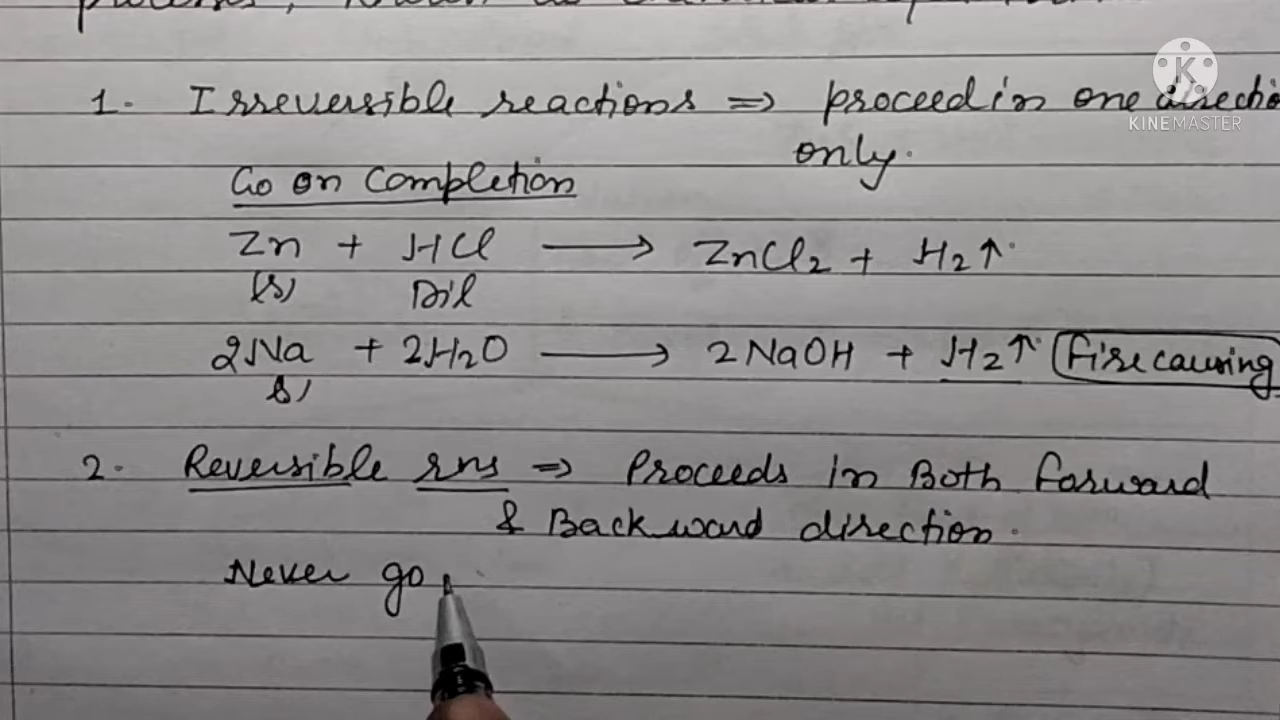 1. Irreversible reactions ⇒ proceed in one directio
only.
Go on Completion
Zn + HCl ⟶ ZnCl2 + H2↑
(s) Dil
2Na + 2H2O ⟶ 2NaOH + H2↑ Fire causing
(s)
2. Reversible rns ⇒ Proceeds in Both forward
& Backward direction.
Never go
KINEMASTER